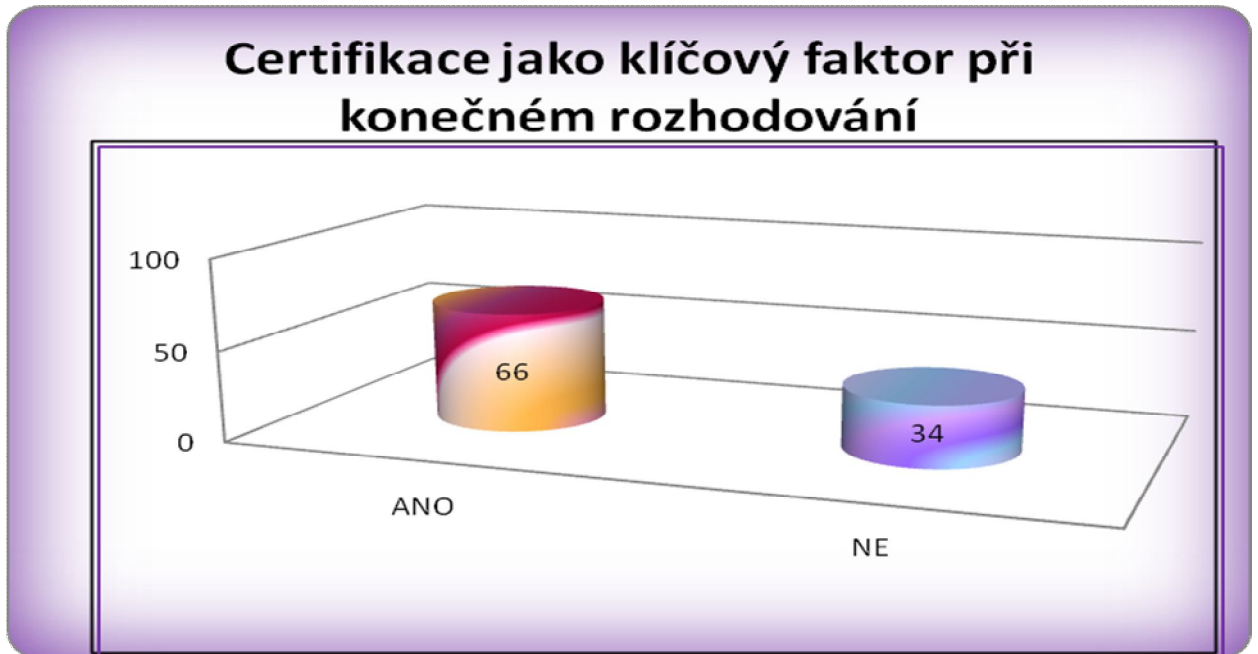 Certifikace jako klíčový faktor při
konečném rozhodování
100
50
0
66
34
ANO
NE